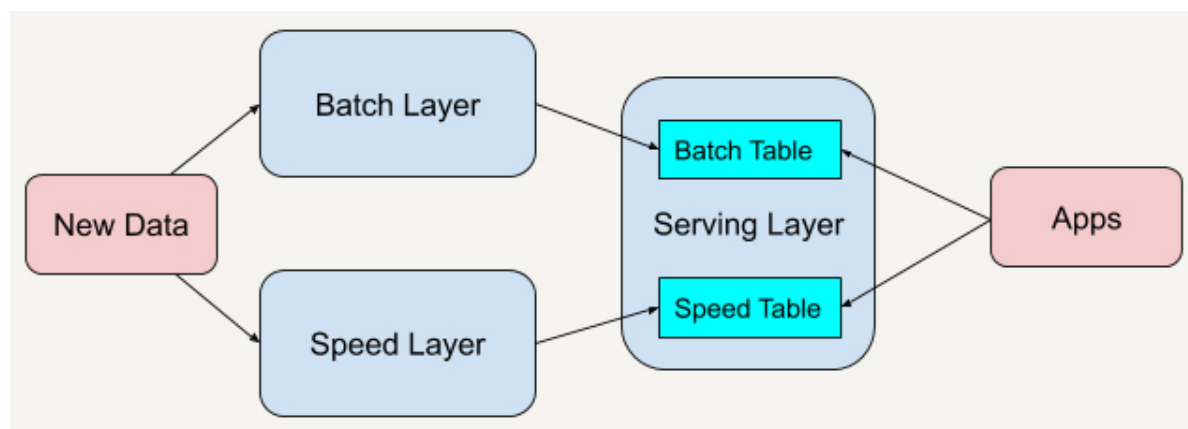 Batch Layer
Batch Table
New Data
Serving Layer
Apps
Speed Table
Speed Layer